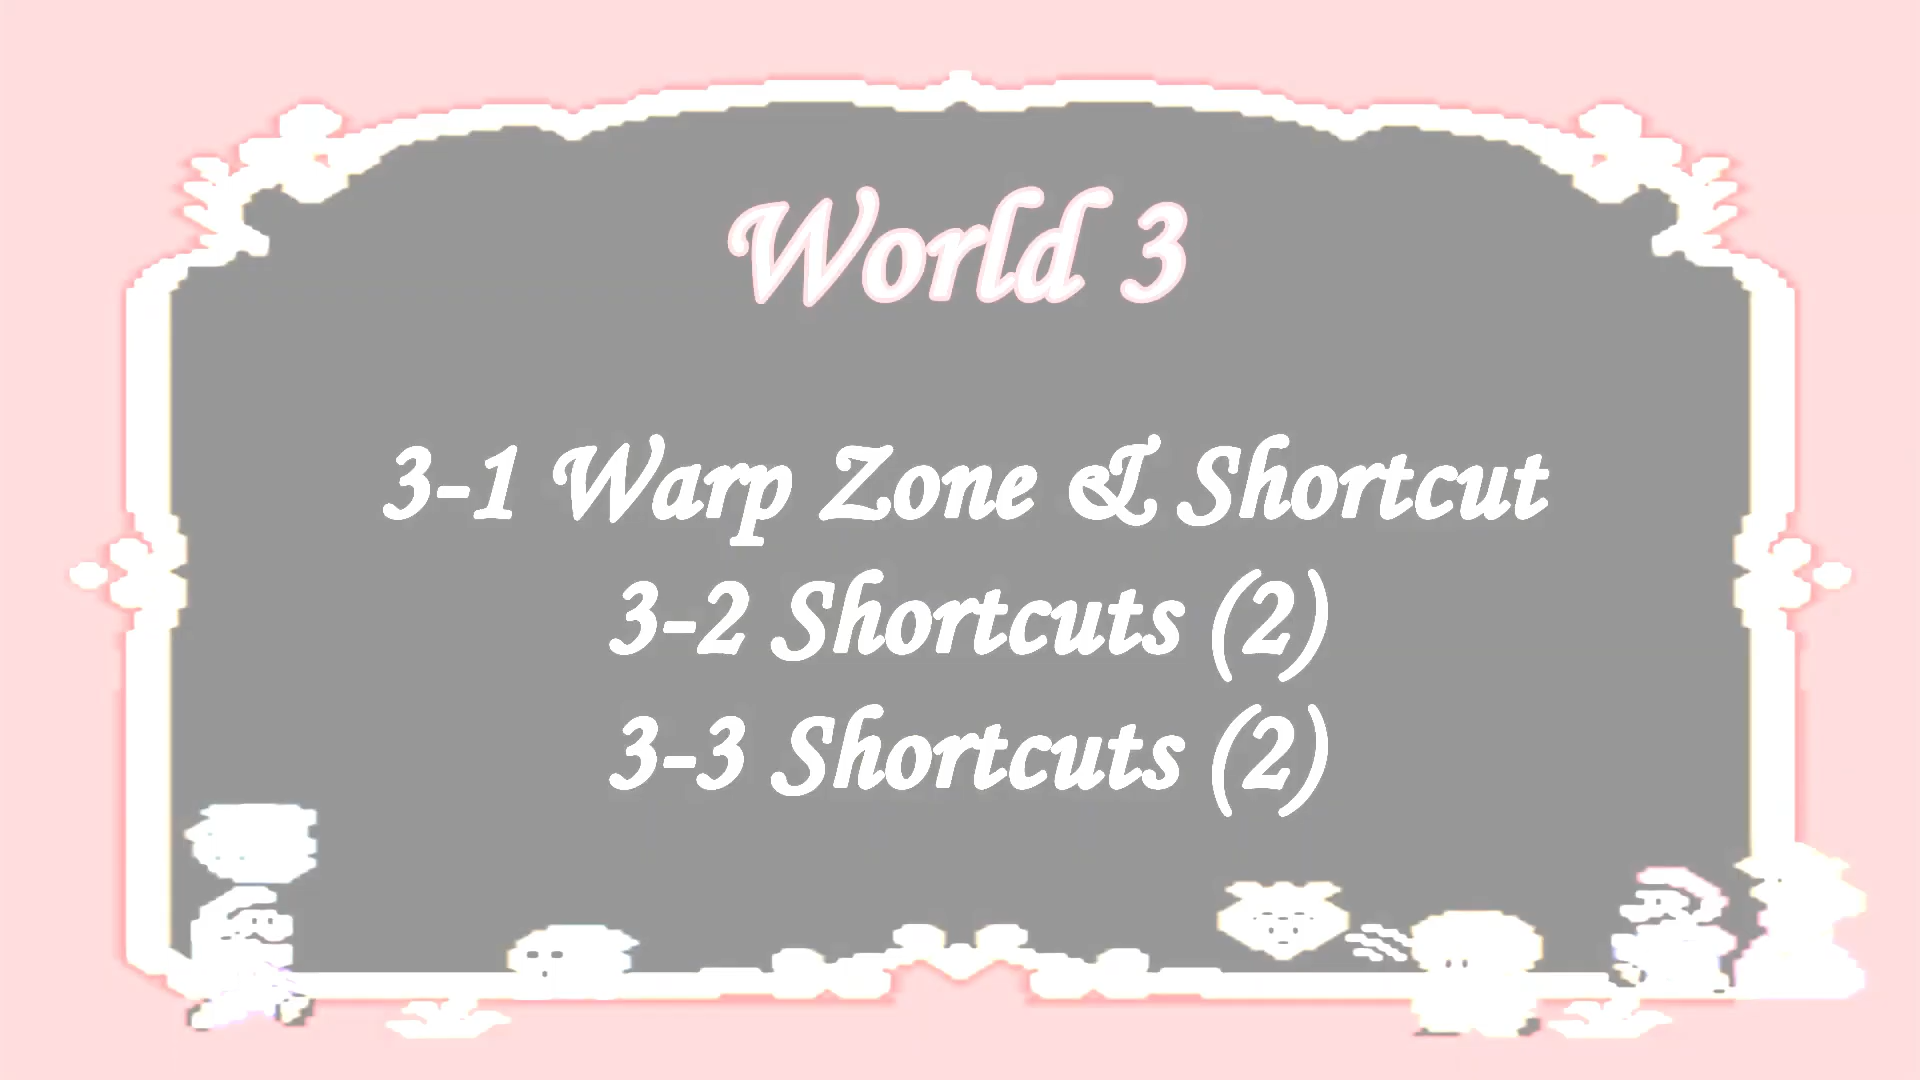 World 3
3-1 Warp Zone & Shortcut
3-2 Shortcuts (2)
3-3 Shortcuts (2)